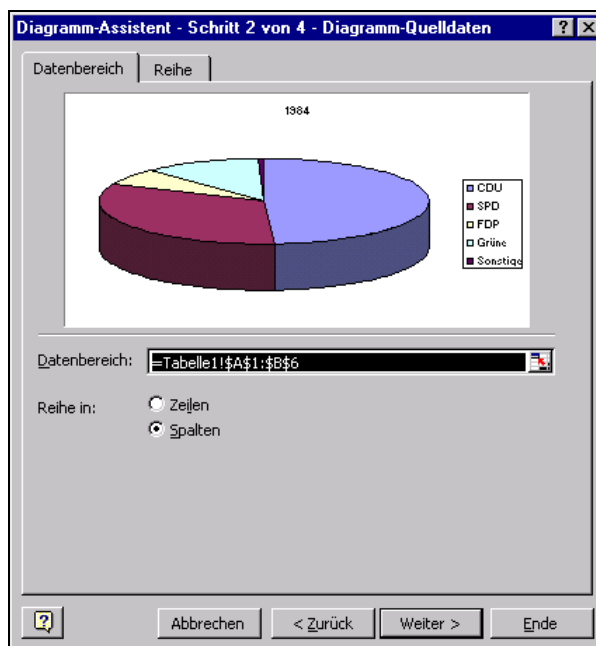 Diagramm-Assistent - Schritt 2 von 4 - Diagramm-Quelldaten
Datenbereich Reihe
1984
CDU
SPD
FDP
Grüne
Sonstige
Datenbereich: =Tabelle1!$A$1:$B$6
Reihe in: Zeilen
Spalten
Abbrechen < Zurück Weiter > Ende